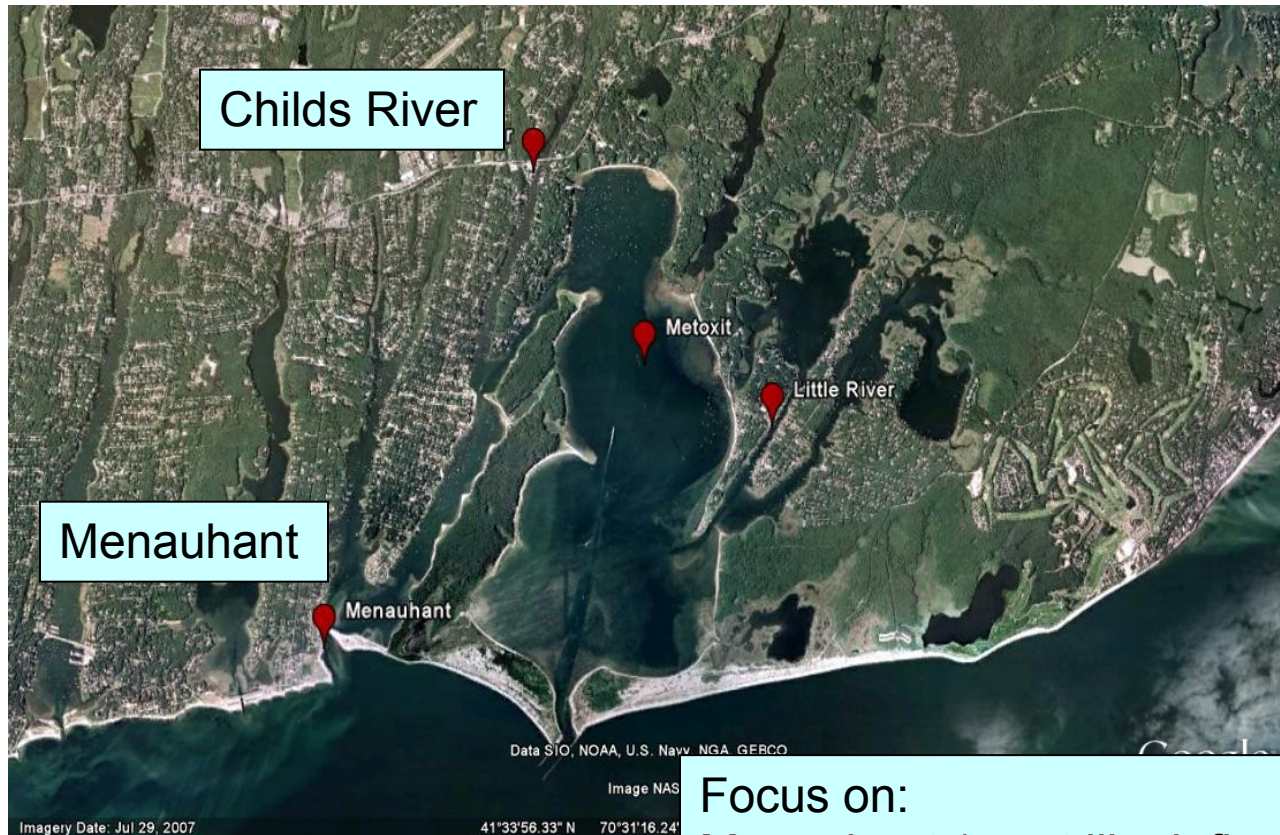 Childs River
Metoxit
Little River
Menauhant
Menauhant
Data SIO, NOAA, U.S. Navy, NGA, GEBCO
Image NAS
Imagery Date: Jul 29, 2007
41°33'56.33" N 70°31'16.24"
Focus on: